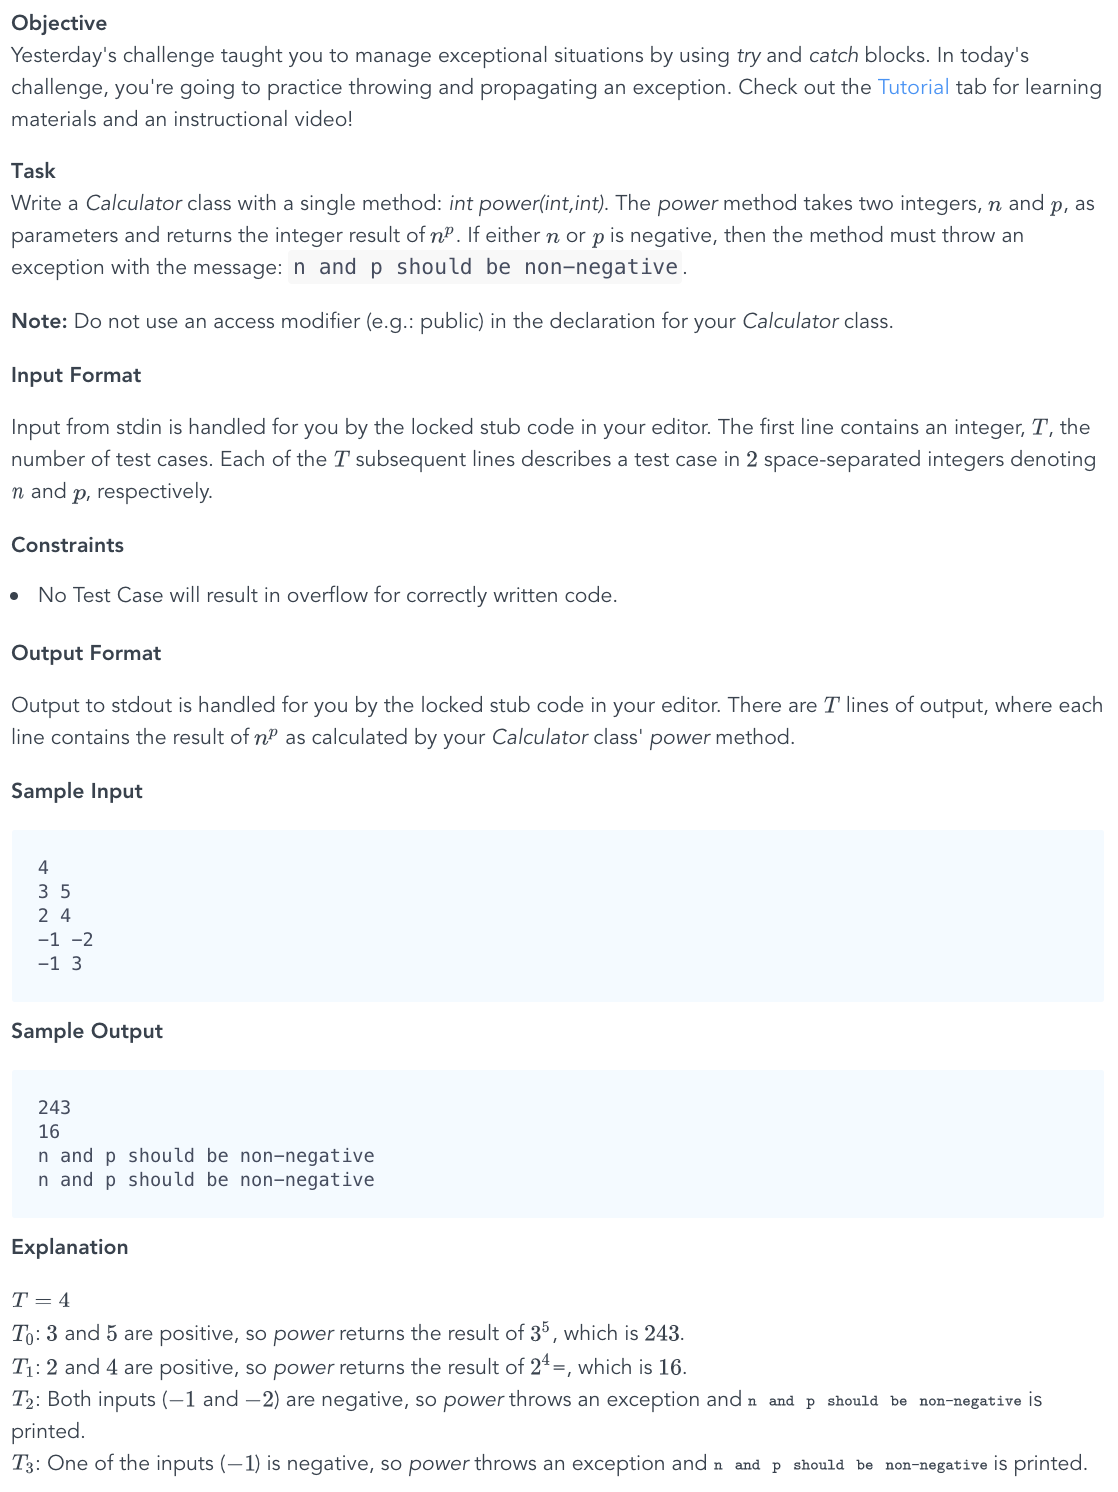 Objective
Yesterday's challenge taught you to manage exceptional situations by using try and catch blocks. In today's
challenge, you're going to practice throwing and propagating an exception. Check out the Tutorial tab for learning
materials and an instructional video!
Task
Write a Calculator class with a single method: int power(int,int). The power method takes two integers, n and p, as
parameters and returns the integer result of n^p. If either n or p is negative, then the method must throw an
exception with the message: n and p should be non-negative.
Note: Do not use an access modifier (e.g.: public) in the declaration for your Calculator class.
Input Format
Input from stdin is handled for you by the locked stub code in your editor. The first line contains an integer, T, the
number of test cases. Each of the T subsequent lines describes a test case in 2 space-separated integers denoting
n and p, respectively.
Constraints
• No Test Case will result in overflow for correctly written code.
Output Format
Output to stdout is handled for you by the locked stub code in your editor. There are T lines of output, where each
line contains the result of n^p as calculated by your Calculator class' power method.
Sample Input
4
3 5
2 4
-1 -2
-1 3
Sample Output
243
16
n and p should be non-negative
n and p should be non-negative
Explanation
T = 4
T₀: 3 and 5 are positive, so power returns the result of 3⁵, which is 243.
T₁: 2 and 4 are positive, so power returns the result of 2⁴=, which is 16.
T₂: Both inputs (−1 and −2) are negative, so power throws an exception and n and p should be non-negative is
printed.
T₃: One of the inputs (−1) is negative, so power throws an exception and n and p should be non-negative is printed.